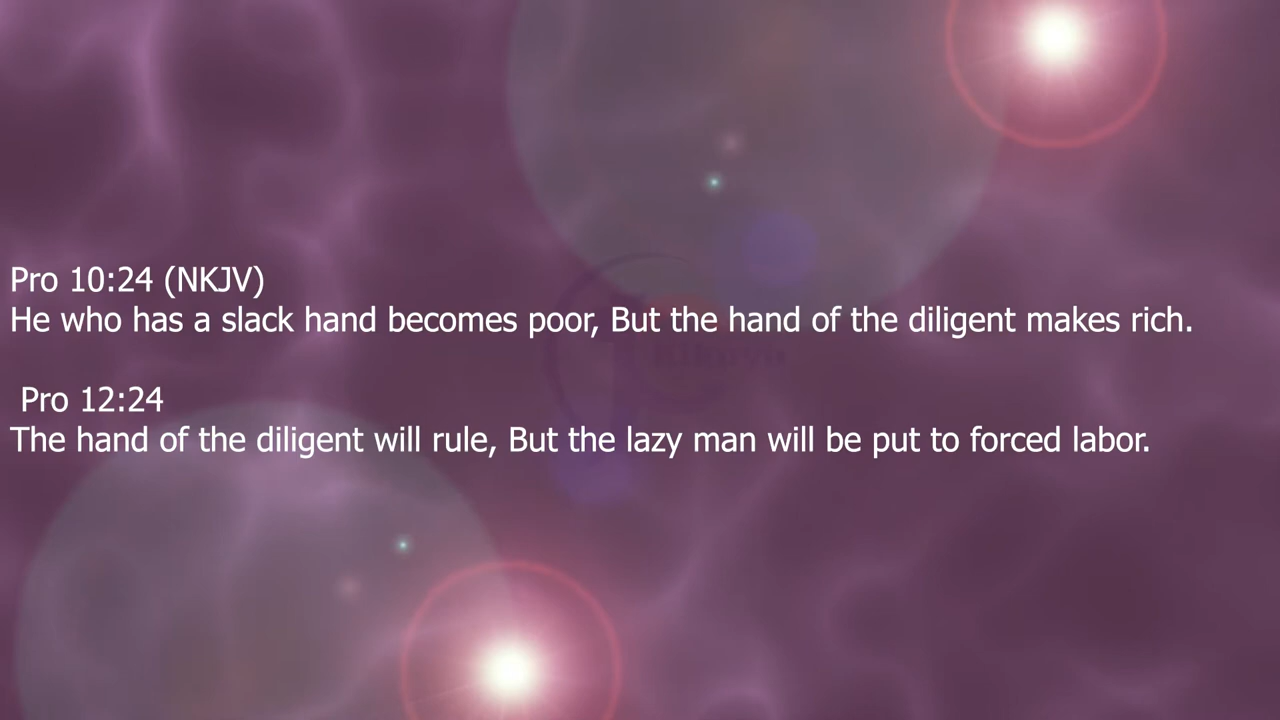 Pro 10:24 (NKJV)
He who has a slack hand becomes poor, But the hand of the diligent makes rich.
Pro 12:24
The hand of the diligent will rule, But the lazy man will be put to forced labor.